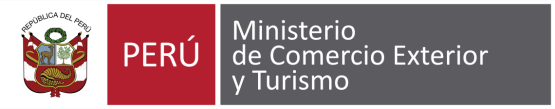 REPÚBLICA DEL PERÚ
PERÚ
Ministerio
de Comercio Exterior
y Turismo